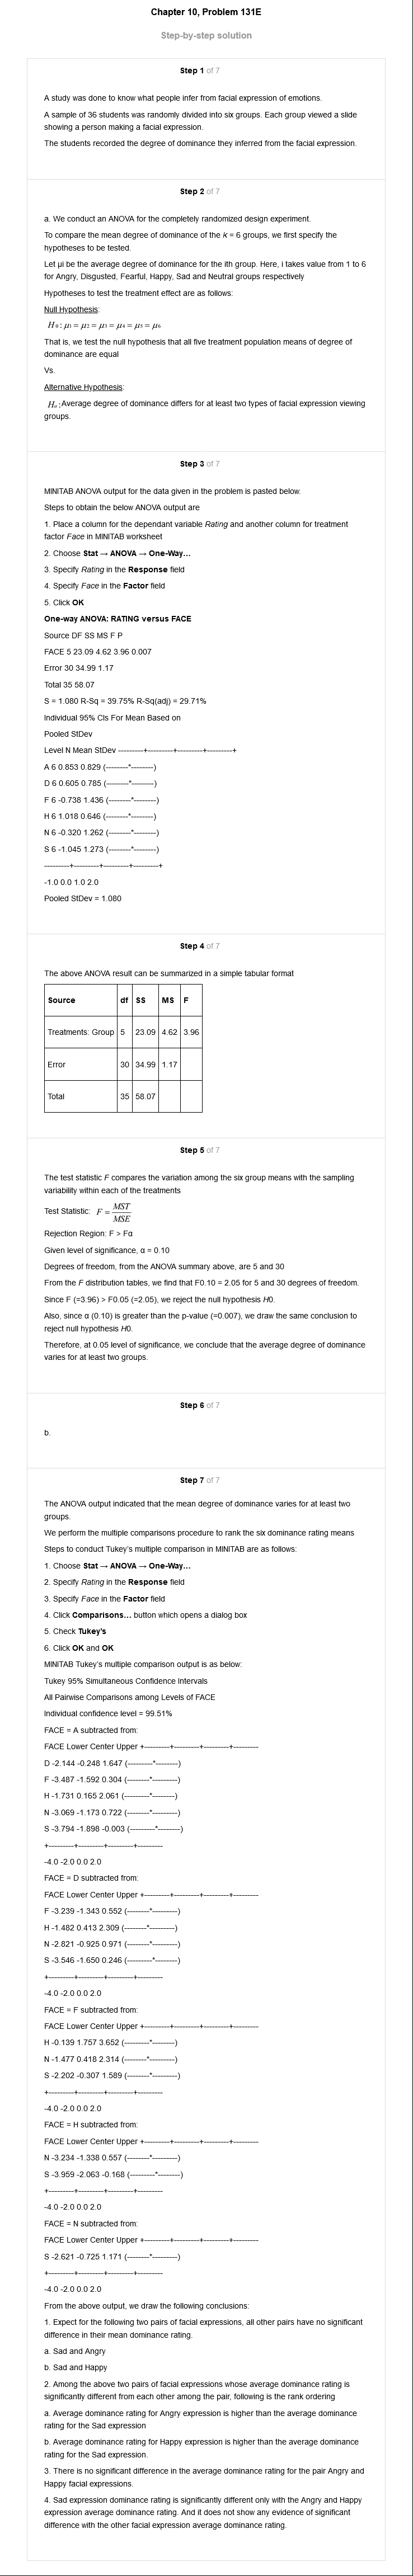 Chapter 10, Problem 131E
Step-by-step solution
Step 1 of 7
A study was done to know what people infer from facial expression of emotions.
A sample of 36 students was randomly divided into six groups. Each group viewed a slide
showing a person making a facial expression.
The students recorded the degree of dominance they inferred from the facial expression.
Step 2 of 7
a. We conduct an ANOVA for the completely randomized design experiment.
To compare the mean degree of dominance of the K = 6 groups, we first specify the
hypotheses to be tested.
Let μi be the average degree of dominance for the ith group. Here, i takes value from 1 to 6
for Angry, Disgusted, Fearful, Happy, Sad and Neutral groups respectively
Hypotheses to test the treatment effect are as follows:
Null Hypothesis:
H0 : μ1 = μ2 = μ3 = μ4 = μ5 = μ6
That is, we test the null hypothesis that all five treatment population means of degree of
dominance are equal
Vs.
Alternative Hypothesis:
Ha : Average degree of dominance differs for at least two types of facial expression viewing
groups.
Step 3 of 7
MINITAB ANOVA output for the data given in the problem is pasted below.
Steps to obtain the below ANOVA output are
1. Place a column for the dependant variable Rating and another column for treatment
factor Face in MINITAB worksheet
2. Choose Stat → ANOVA → One-Way...
3. Specify Rating in the Response field
4. Specify Face in the Factor field
5. Click OK
One-way ANOVA: RATING versus FACE
Source DF SS MS F P
FACE 5 23.09 4.62 3.96 0.007
Error 30 34.99 1.17
Total 35 58.07
S = 1.080 R-Sq = 39.75% R-Sq(adj) = 29.71%
Individual 95% CIs For Mean Based on
Pooled StDev
Level N Mean StDev ---------+---------+---------+---------+
A 6 0.853 0.829 (--------*--------)
D 6 0.605 0.785 (-------*--------)
F 6 -0.738 1.436 (--------*--------)
H 6 1.018 0.646 (--------*--------)
N 6 -0.320 1.262 (--------*--------)
S 6 -1.045 1.273 (--------*--------)
---------+---------+---------+---------+
-1.0 0.0 1.0 2.0
Pooled StDev = 1.080
Step 4 of 7
The above ANOVA result can be summarized in a simple tabular format
Source df SS MS F
Treatments: Group 5 23.09 4.62 3.96
Error 30 34.99 1.17
Total 35 58.07
Step 5 of 7
The test statistic F compares the variation among the six group means with the sampling
variability within each of the treatments
Test Statistic: F = MST/MSE
Rejection Region: F > Fα
Given level of significance, α = 0.10
Degrees of freedom, from the ANOVA summary above, are 5 and 30
From the F distribution tables, we find that F0.10 = 2.05 for 5 and 30 degrees of freedom.
Since F (=3.96) > F0.05 (=2.05), we reject the null hypothesis H0.
Also, since α (0.10) is greater than the p-value (=0.007), we draw the same conclusion to
reject null hypothesis H0.
Therefore, at 0.05 level of significance, we conclude that the average degree of dominance
varies for at least two groups.
Step 6 of 7
b.
Step 7 of 7
The ANOVA output indicated that the mean degree of dominance varies for at least two
groups.
We perform the multiple comparisons procedure to rank the six dominance rating means
Steps to conduct Tukey's multiple comparison in MINITAB are as follows:
1. Choose Stat → ANOVA → One-Way...
2. Specify Rating in the Response field
3. Specify Face in the Factor field
4. Click Comparisons... button which opens a dialog box
5. Check Tukey's
6. Click OK and OK
MINITAB Tukey's multiple comparison output is as below:
Tukey 95% Simultaneous Confidence Intervals
All Pairwise Comparisons among Levels of FACE
Individual confidence level = 99.51%
FACE = A subtracted from:
FACE Lower Center Upper +---------+---------+---------+---------
D -2.144 -0.248 1.647 (---------*--------)
F -3.487 -1.592 0.304 (--------*---------)
H -1.731 0.165 2.061 (--------*---------)
N -3.069 -1.173 0.722 (--------*---------)
S -3.794 -1.898 -0.003 (---------*--------)
+---------+---------+---------+---------
-4.0 -2.0 0.0 2.0
FACE = D subtracted from:
FACE Lower Center Upper +---------+---------+---------+---------
F -3.239 -1.343 0.552 (--------*---------)
H -1.482 0.413 2.309 (--------*---------)
N -2.821 -0.925 0.971 (--------*---------)
S -3.546 -1.650 0.246 (---------*--------)
+---------+---------+---------+---------
-4.0 -2.0 0.0 2.0
FACE = F subtracted from:
FACE Lower Center Upper +---------+---------+---------+---------
H -0.139 1.757 3.652 (--------*---------)
N -1.477 0.418 2.314 (--------*---------)
S -2.202 -0.307 1.589 (--------*---------)
+---------+---------+---------+---------
-4.0 -2.0 0.0 2.0
FACE = H subtracted from:
FACE Lower Center Upper +---------+---------+---------+---------
N -3.234 -1.338 0.557 (--------*---------)
S -3.959 -2.063 -0.168 (---------*--------)
+---------+---------+---------+---------
-4.0 -2.0 0.0 2.0
FACE = N subtracted from:
FACE Lower Center Upper +---------+---------+---------+---------
S -2.621 -0.725 1.171 (--------*---------)
+---------+---------+---------+---------
-4.0 -2.0 0.0 2.0
From the above output, we draw the following conclusions:
1. Expect for the following two pairs of facial expressions, all other pairs have no significant
difference in their mean dominance rating.
a. Sad and Angry
b. Sad and Happy
2. Among the above two pairs of facial expressions whose average dominance rating is
significantly different from each other among the pair, following is the rank ordering
a. Average dominance rating for Angry expression is higher than the average dominance
rating for the Sad expression
b. Average dominance rating for Happy expression is higher than the average dominance
rating for the Sad expression.
3. There is no significant difference in the average dominance rating for the pair Angry and
Happy facial expressions.
4. Sad expression dominance rating is significantly different only with the Angry and Happy
expression average dominance rating. And it does not show any evidence of significant
difference with the other facial expression average dominance rating.